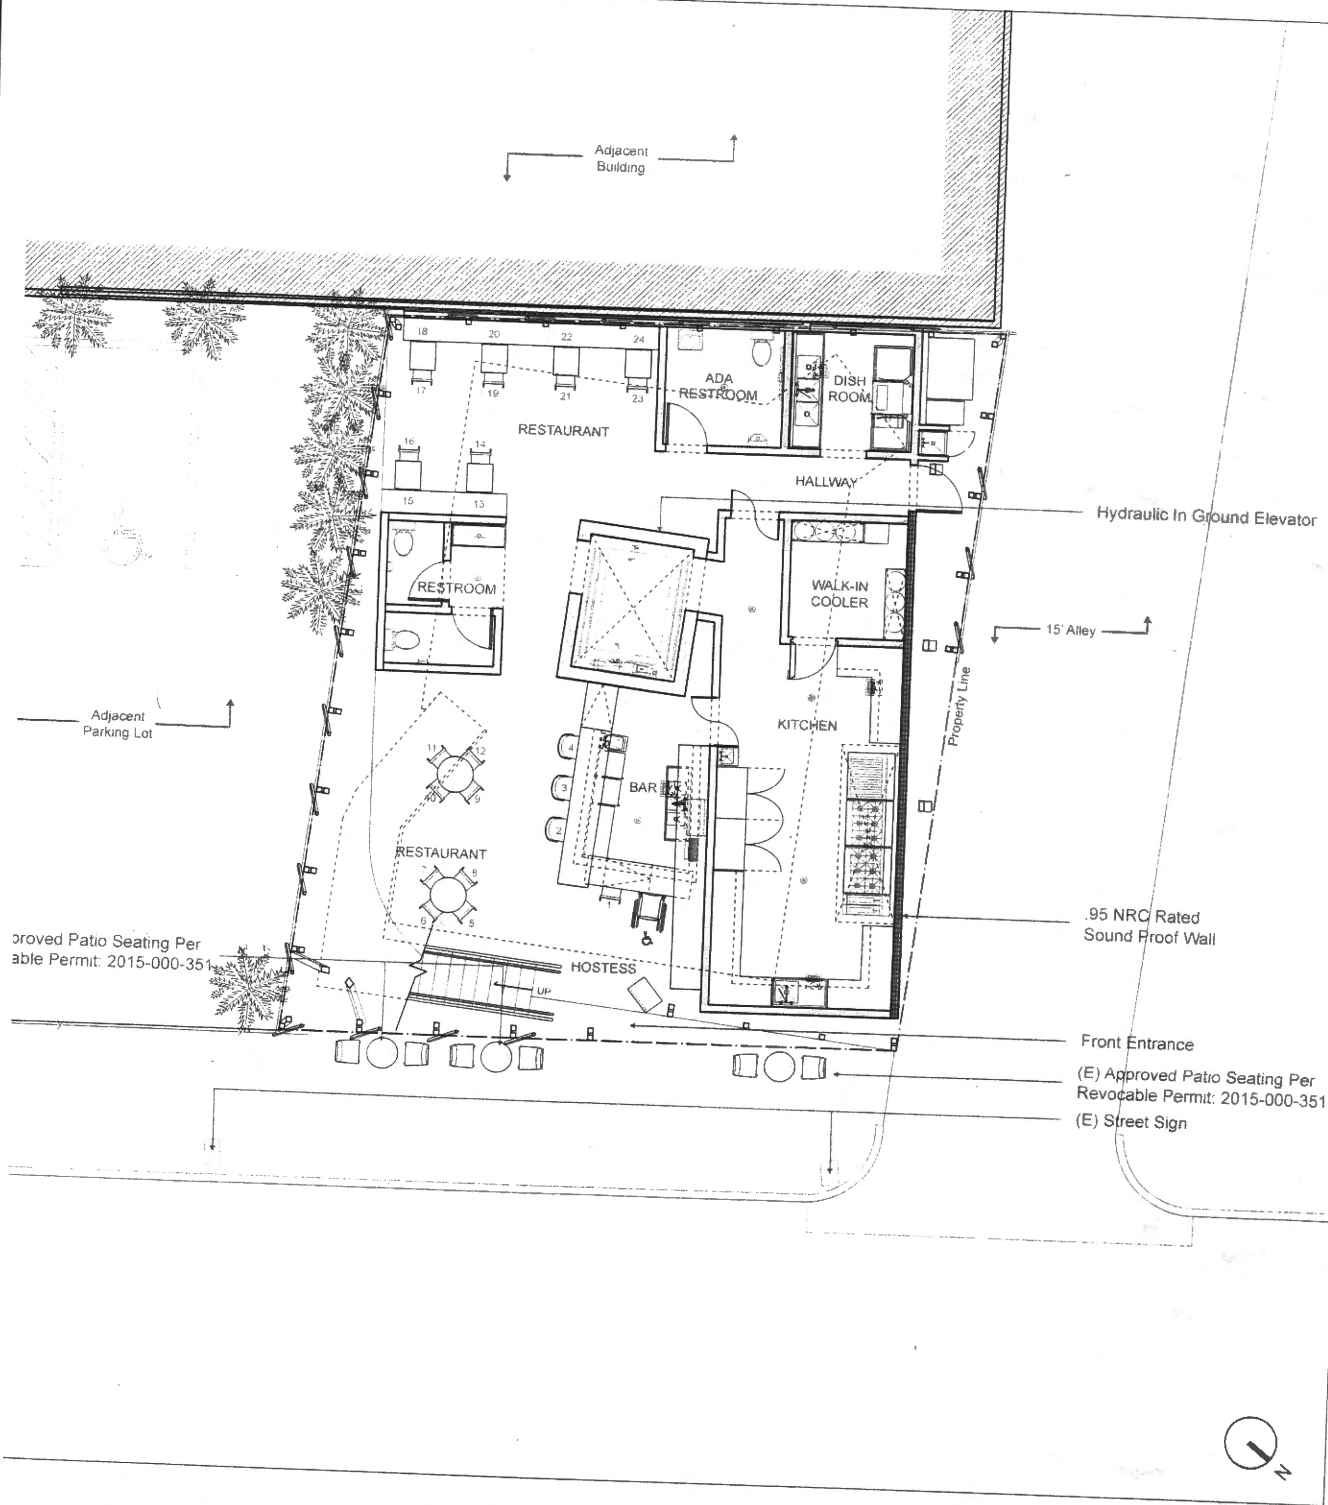 Adjacent
Building
18
20
22
24
17
19
21
23
ADA
RESTROOM
DISH
ROOM
RESTAURANT
16
14
15
13
HALLWAY
Hydraulic In Ground Elevator
RESTROOM
WALK-IN
COOLER
15' Alley
Property Line
Adjacent
Parking Lot
KITCHEN
11
12
10
9
4
3
2
BAR
RESTAURANT
8
6
5
1
.95 NRC Rated
Sound Proof Wall
proved Patio Seating Per
able Permit: 2015-000-351
HOSTESS
UP
Front Entrance
(E) Approved Patio Seating Per
Revocable Permit: 2015-000-351
(E) Street Sign
N